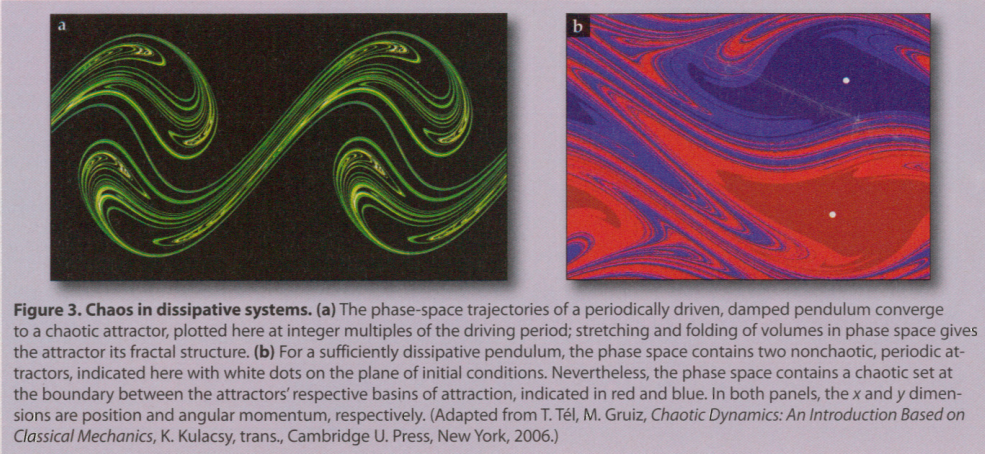 a
b
Figure 3. Chaos in dissipative systems. (a) The phase-space trajectories of a periodically driven, damped pendulum converge
to a chaotic attractor, plotted here at integer multiples of the driving period; stretching and folding of volumes in phase space gives
the attractor its fractal structure. (b) For a sufficiently dissipative pendulum, the phase space contains two nonchaotic, periodic at-
tractors, indicated here with white dots on the plane of initial conditions. Nevertheless, the phase space contains a chaotic set at
the boundary between the attractors' respective basins of attraction, indicated in red and blue. In both panels, the x and y dimen-
sions are position and angular momentum, respectively. (Adapted from T. Tél, M. Gruiz, Chaotic Dynamics: An Introduction Based on
Classical Mechanics, K. Kulacsy, trans., Cambridge U. Press, New York, 2006.)